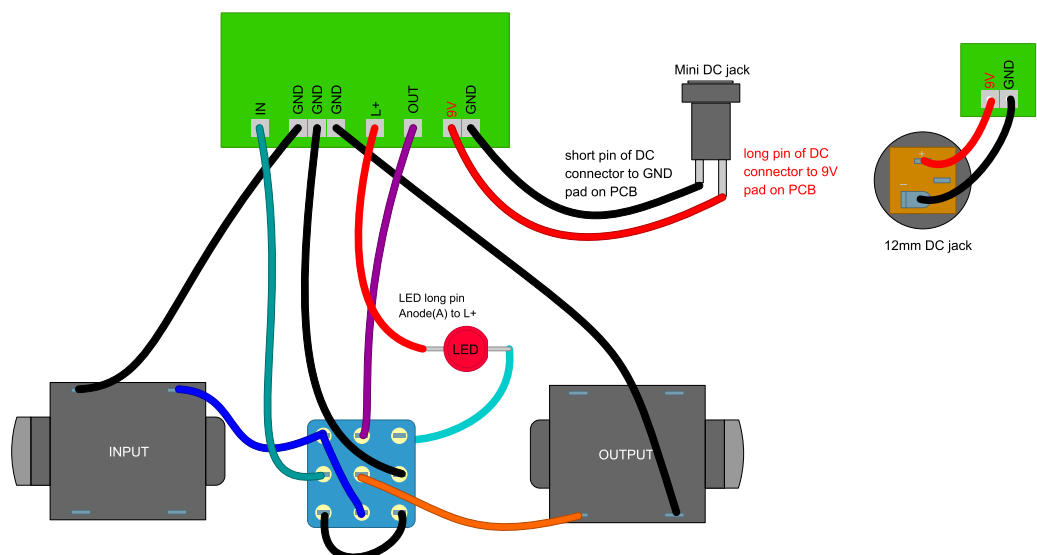 IN
GND
GND
GND
L+
OUT
9V
GND
Mini DC jack
short pin of DC
connector to GND
pad on PCB
long pin of DC
connector to 9V
pad on PCB
9V
GND
+
12mm DC jack
LED long pin
Anode(A) to L+
LED
INPUT
OUTPUT